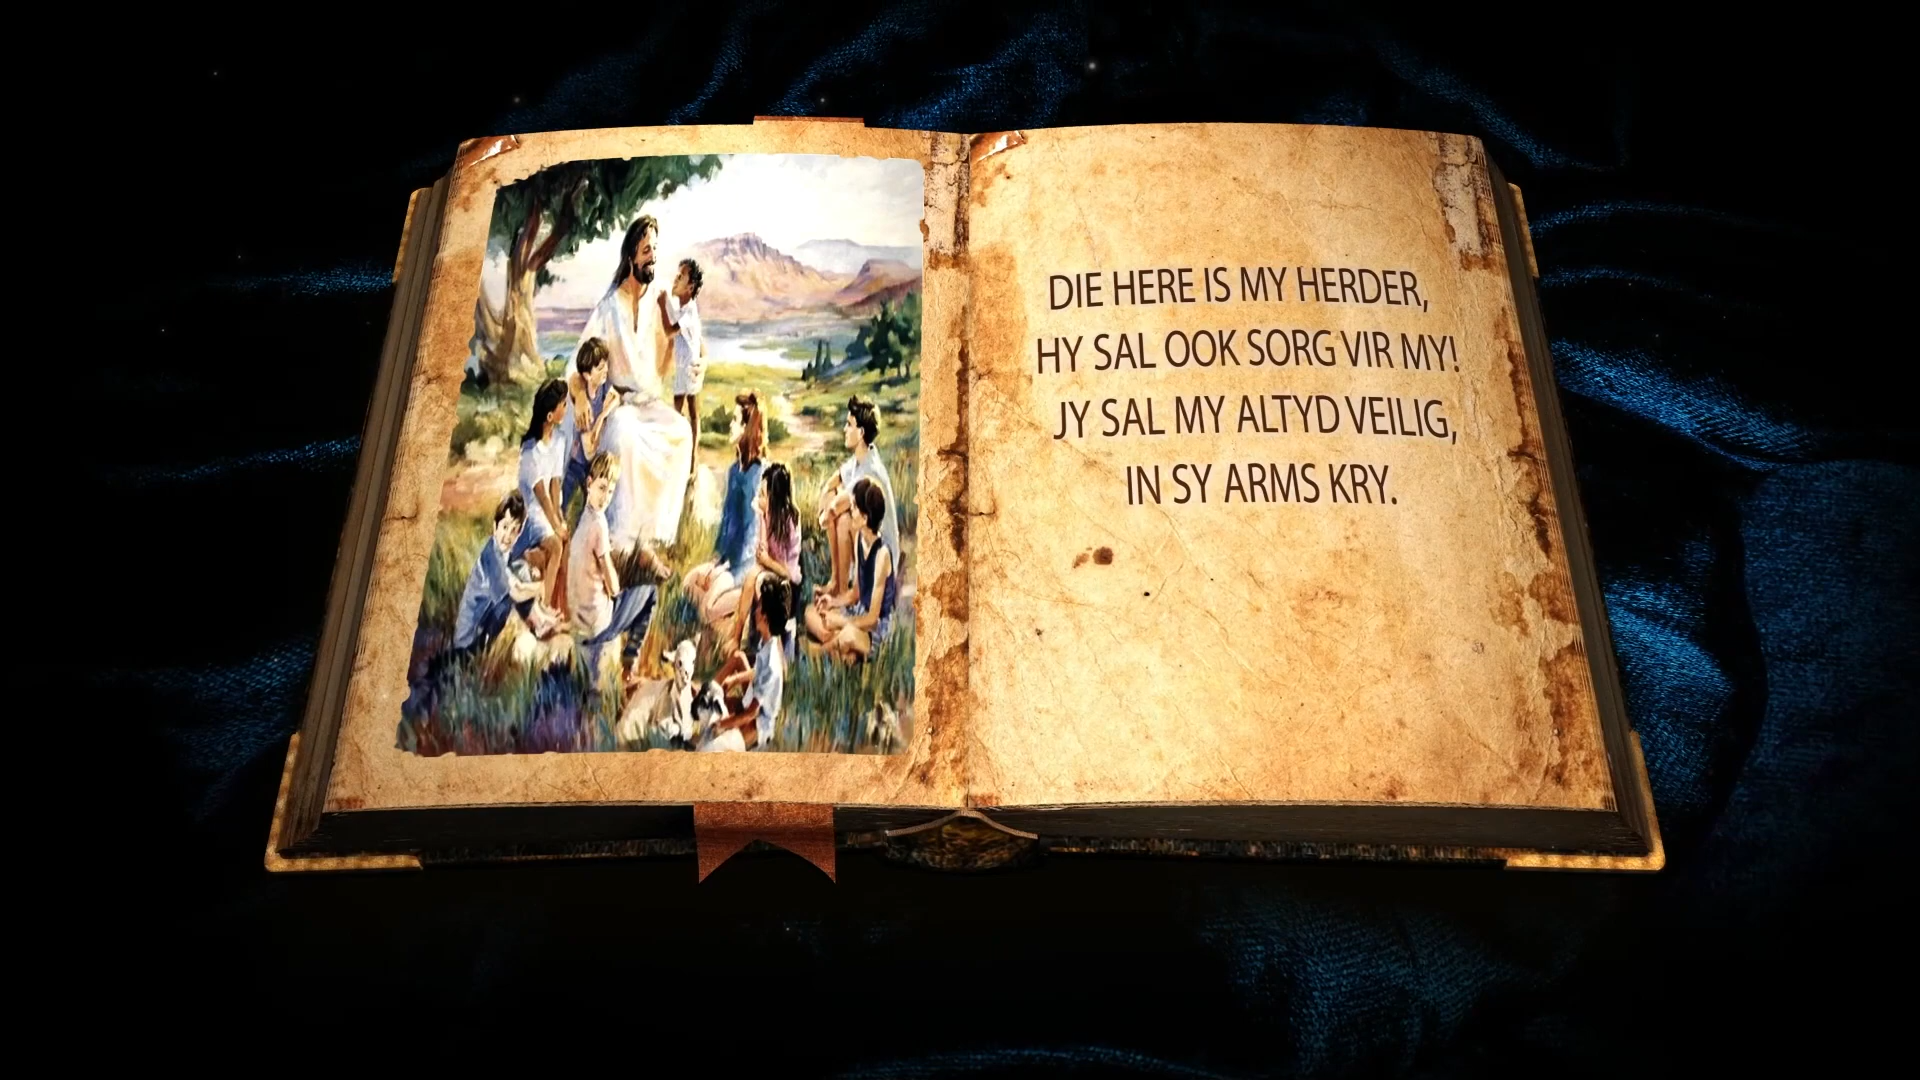 DIE HERE IS MY HERDER,
HY SAL OOK SORG VIR MY!
JY SAL MY ALTYD VEILIG,
IN SY ARMS KRY.